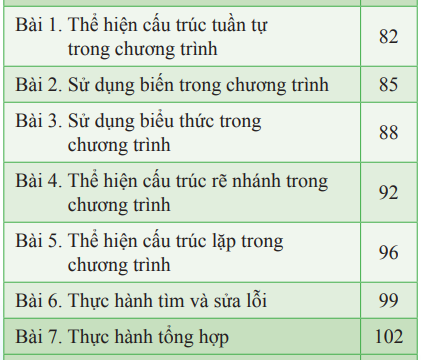 Bài 1. Thể hiện cấu trúc tuần tự
trong chương trình 82
Bài 2. Sử dụng biến trong chương trình 85
Bài 3. Sử dụng biểu thức trong
chương trình 88
Bài 4. Thể hiện cấu trúc rẽ nhánh trong
chương trình 92
Bài 5. Thể hiện cấu trúc lặp trong
chương trình 96
Bài 6. Thực hành tìm và sửa lỗi 99
Bài 7. Thực hành tổng hợp 102